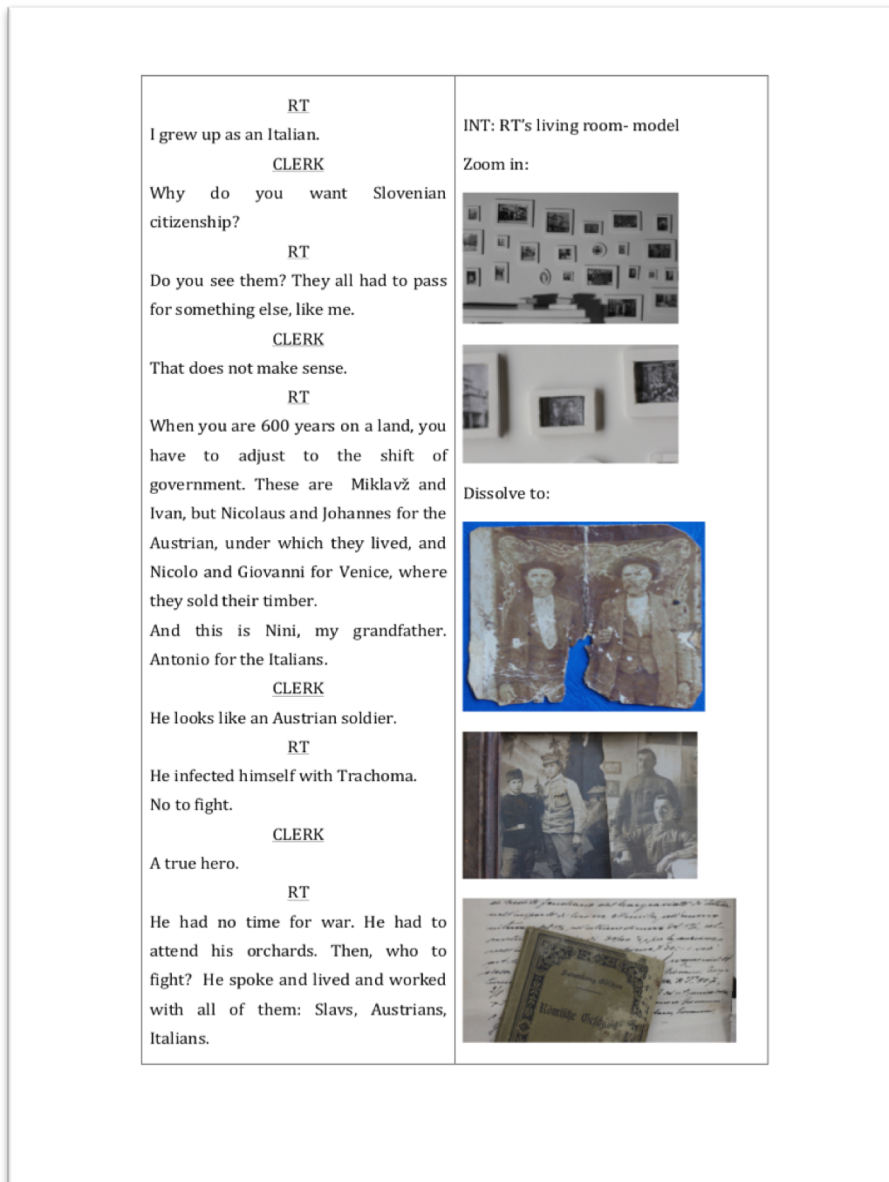 RT
I grew up as an Italian.
CLERK
Why do you want Slovenian
citizenship?
RT
Do you see them? They all had to pass
for something else, like me.
CLERK
That does not make sense.
RT
When you are 600 years on a land, you
have to adjust to the shift of
government. These are Miklavž and
Ivan, but Nicolaus and Johannes for the
Austrian, under which they lived, and
Nicolo and Giovanni for Venice, where
they sold their timber.
And this is Nini, my grandfather.
Antonio for the Italians.
CLERK
He looks like an Austrian soldier.
RT
He infected himself with Trachoma.
No to fight.
CLERK
A true hero.
RT
He had no time for war. He had to
attend his orchards. Then, who to
fight? He spoke and lived and worked
with all of them: Slavs, Austrians,
Italians.
INT: RT's living room- model
Zoom in:
Dissolve to:
Sammlung Göschen
Römische